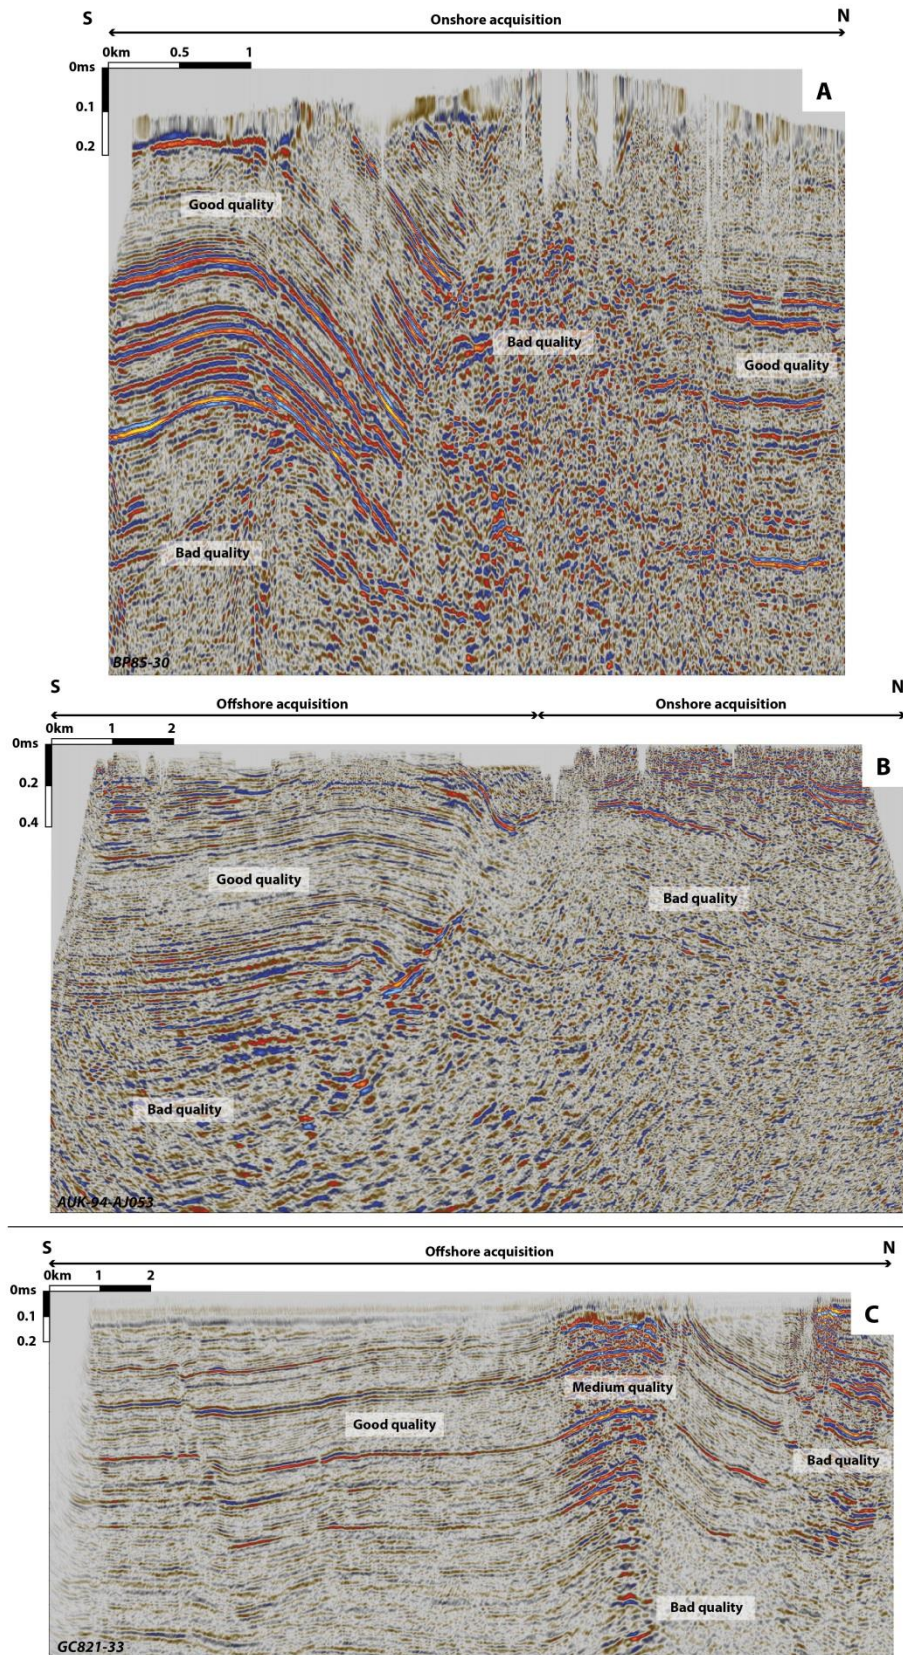 S Onshore acquisition N
0km 0.5 1
0ms
A
0.1
0.2
Good quality
Bad quality
Good quality
Bad quality
BP85-30
S N
Offshore acquisition Onshore acquisition
0km 1 2
0ms
B
0.2
0.4
Good quality
Bad quality
Bad quality
AUK-94-AJ053
S Offshore acquisition N
0km 1 2
0ms
0.1
C
0.2
Medium quality
Good quality
Bad quality
Bad quality
GC821-33